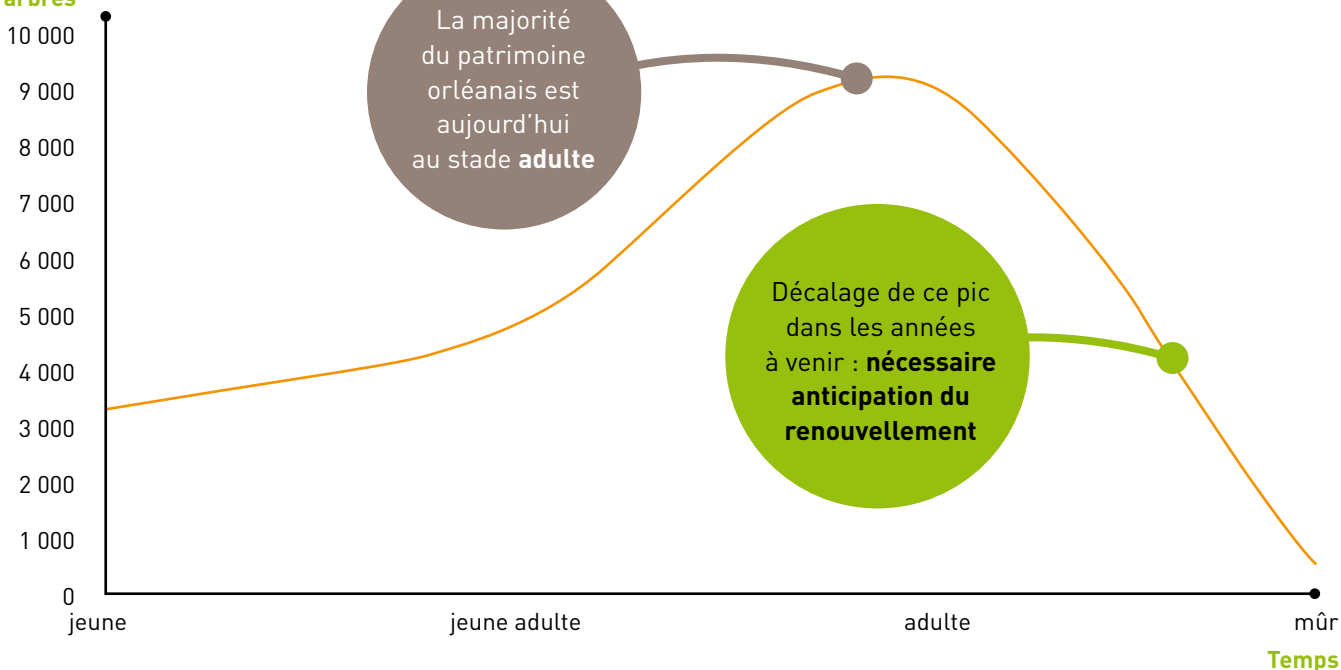 arbres
10 000
9 000
8 000
7 000
6 000
5 000
4 000
3 000
2 000
1 000
0
La majorité
du patrimoine
orléanais est
aujourd’hui
au stade adulte
Décalage de ce pic
dans les années
à venir : nécessaire
anticipation du
renouvellement
jeune
jeune adulte
adulte
mûr
Temps